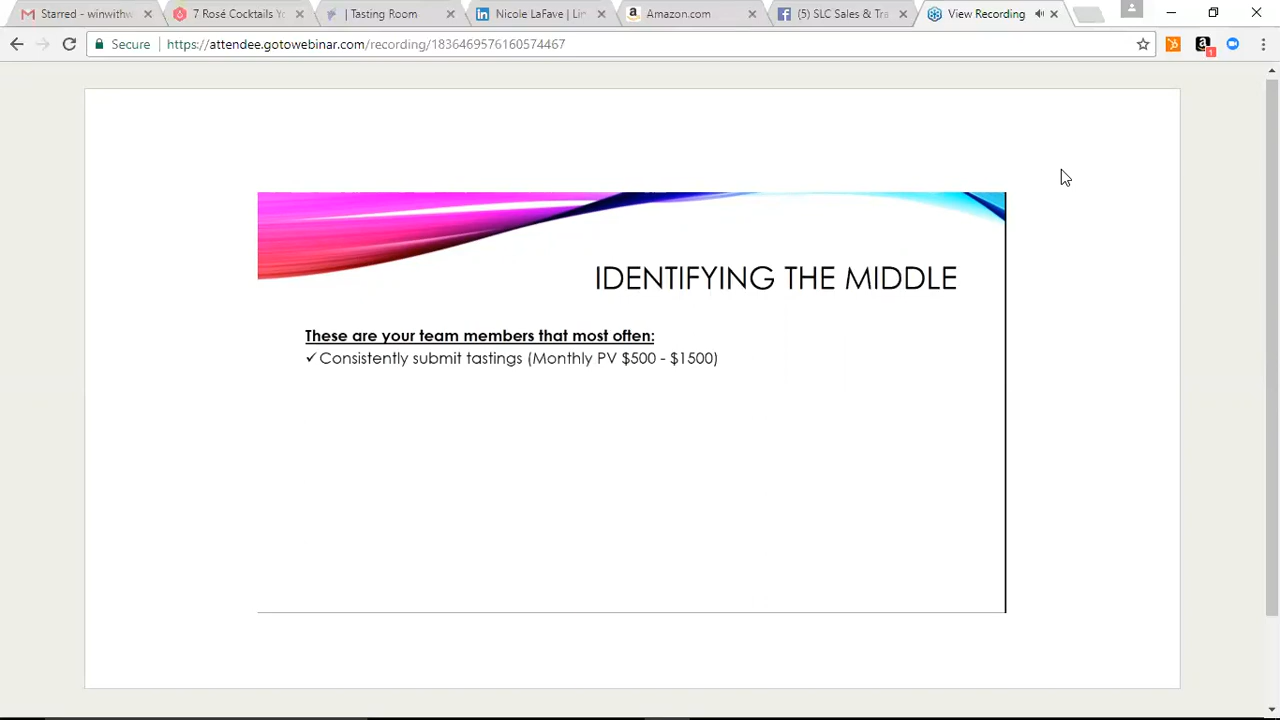 Starred - winwith
7 Rosé Cocktails Y
| Tasting Room
Nicole LaFave | Lin
Amazon.com
(5) SLC Sales & Tra
View Recording
Secure
https://attendee.gotowebinar.com/recording/1836469576160574467
1
IDENTIFYING THE MIDDLE
These are your team members that most often:
✓Consistently submit tastings (Monthly PV $500 - $1500)